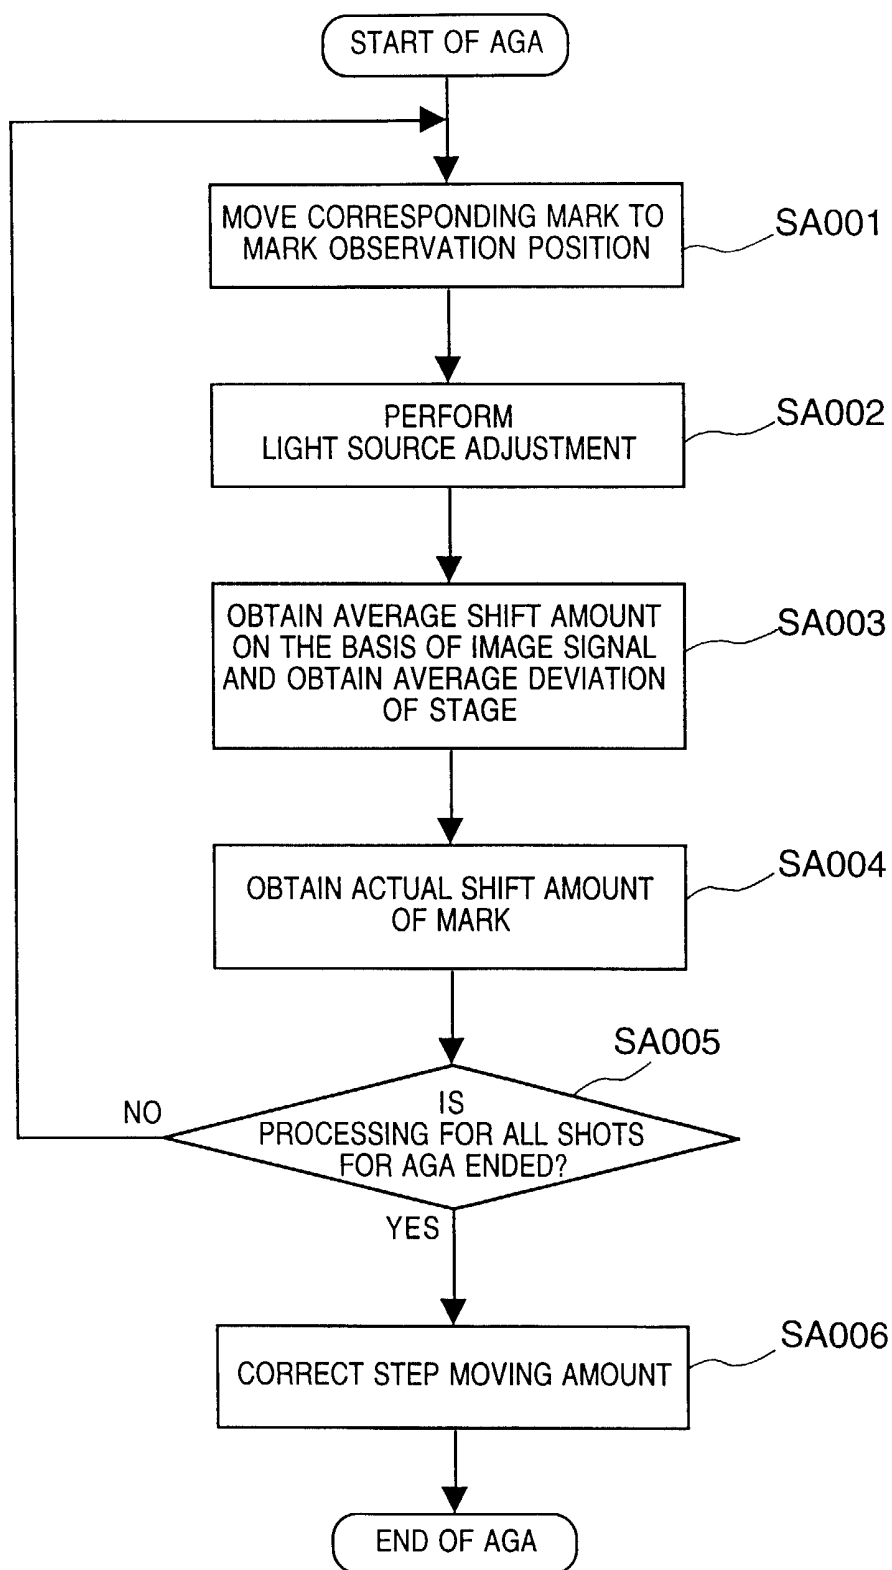 START OF AGA
MOVE CORRESPONDING MARK TO
MARK OBSERVATION POSITION
SA001
PERFORM
LIGHT SOURCE ADJUSTMENT
SA002
OBTAIN AVERAGE SHIFT AMOUNT
ON THE BASIS OF IMAGE SIGNAL
AND OBTAIN AVERAGE DEVIATION
OF STAGE
SA003
OBTAIN ACTUAL SHIFT AMOUNT
OF MARK
SA004
SA005
IS
PROCESSING FOR ALL SHOTS
FOR AGA ENDED?
NO
YES
CORRECT STEP MOVING AMOUNT
SA006
END OF AGA